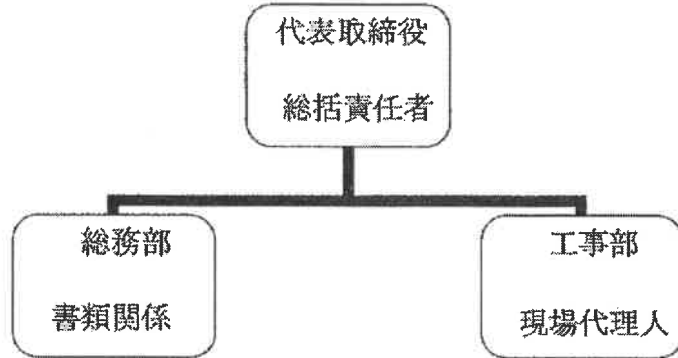 代表取締役
総括責任者
総務部
書類関係
工事部
現場代理人